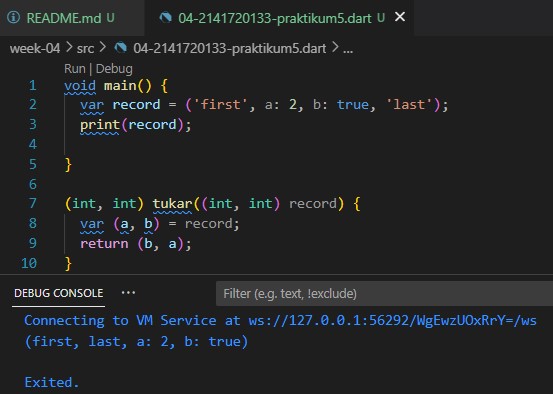 README.md U
04-2141720133-praktikum5.dart U
week-04 > src > 04-2141720133-praktikum5.dart > ...
Run | Debug
1 void main() {
2 var record = ('first', a: 2, b: true, 'last');
3 print(record);
4
5 }
6
7 (int, int) tukar((int, int) record) {
8 var (a, b) = record;
9 return (b, a);
10 }
DEBUG CONSOLE ... Filter (e.g. text, !exclude)
Connecting to VM Service at ws://127.0.0.1:56292/WgEwzUOxRrY=/ws
(first, last, a: 2, b: true)
Exited.